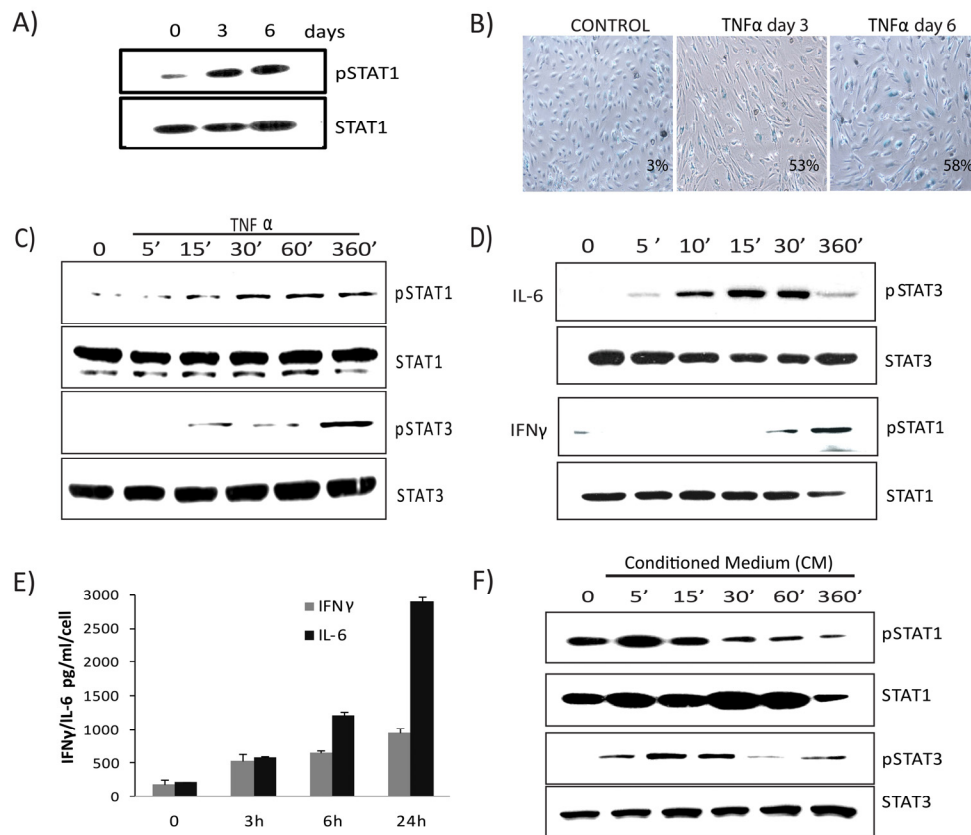 A)
0 3 6 days
pSTAT1
STAT1
B)
CONTROL TNFα day 3 TNFα day 6
3% 53% 58%
C)
TNF α
0 5' 15' 30' 60' 360'
pSTAT1
STAT1
pSTAT3
STAT3
D)
0 5' 10' 15' 30' 360'
IL-6 pSTAT3
STAT3
IFNγ pSTAT1
STAT1
E)
IFNγ/IL-6 pg/ml/cell
3000
2500
2000
1500
1000
500
0
IFNγ
IL-6
0 3h 6h 24h
F)
Conditioned Medium (CM)
0 5' 15' 30' 60' 360'
pSTAT1
STAT1
pSTAT3
STAT3